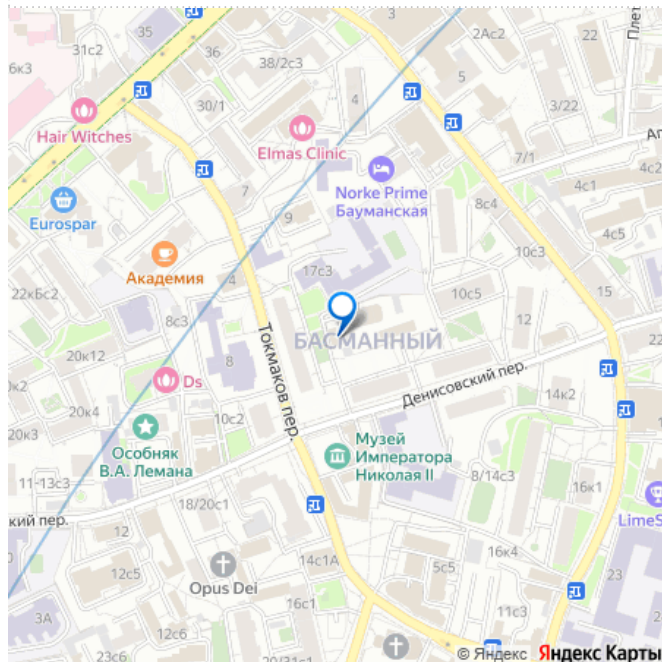 31с2
35
38/2с3
4
5
2Ас2
22
Плет
6к3
30/1
3/22
Hair Witches
Elmas Clinic
7
7/1
Norke Prime
Бауманская
4с1
Eurospar
9
8с4
4с5
Академия
17с3
10с3
22кБс2
4
10с5
15
8с3
12
20к12
8
Токмаков пер.
БАСМАННЫЙ
Ds
Денисовский пер.
20к4
10с2
14к2
20к3
Особняк
В.А. Лемана
Музей
Императора
Николая II
11-13с3
8/14с3
16к1
18/20с1
LimeS
кий пер.
12
14с1А
16к4
12с5
Opus Dei
5с5
23
3А
16с1
11с3
12с6
22
© Яндекс Яндекс Карты